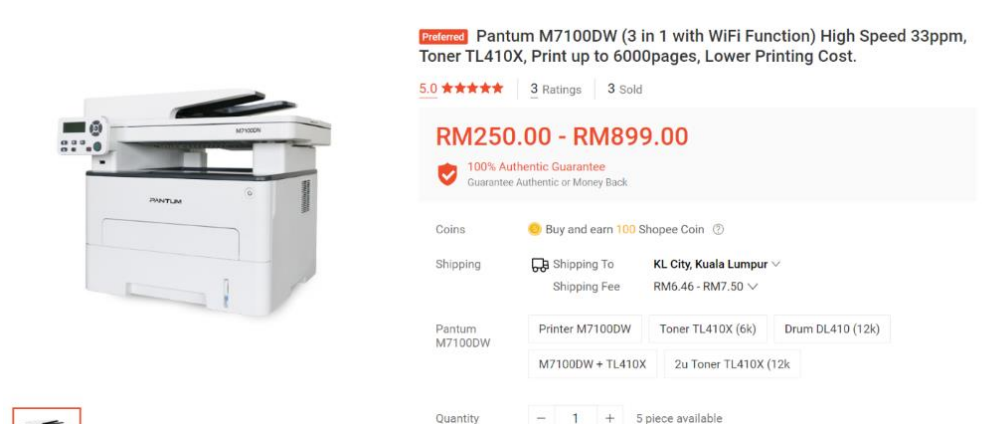 Preferred Pantum M7100DW (3 in 1 with WiFi Function) High Speed 33ppm,
Toner TL410X, Print up to 6000pages, Lower Printing Cost.
5.0 ★★★★★ 3 Ratings 3 Sold
RM250.00 - RM899.00
100% Authentic Guarantee
Guarantee Authentic or Money Back
M7100DN
PANTUM
Coins Buy and earn 100 Shopee Coin ?
Shipping Shipping To KL City, Kuala Lumpur
Shipping Fee RM6.46 - RM7.50
Pantum
M7100DW
Printer M7100DW Toner TL410X (6k) Drum DL410 (12k)
M7100DW + TL410X 2u Toner TL410X (12k
Quantity − 1 + 5 piece available